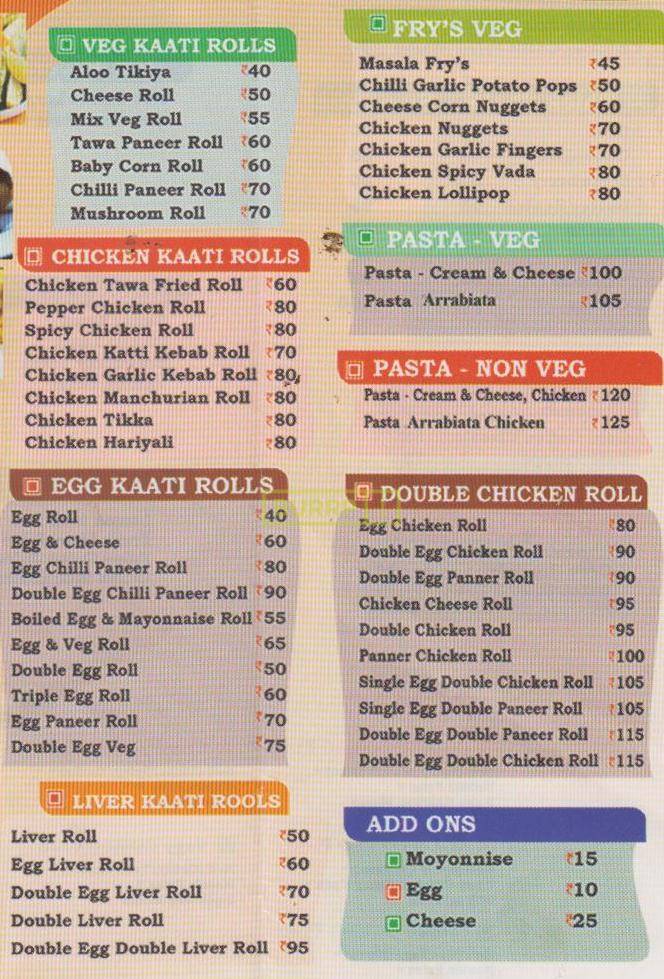 VEG KAATI ROLLS
Aloo Tikiya ₹40
Cheese Roll ₹50
Mix Veg Roll ₹55
Tawa Paneer Roll ₹60
Baby Corn Roll ₹60
Chilli Paneer Roll ₹70
Mushroom Roll ₹70
CHICKEN KAATI ROLLS
Chicken Tawa Fried Roll ₹60
Pepper Chicken Roll ₹80
Spicy Chicken Roll ₹80
Chicken Katti Kebab Roll ₹70
Chicken Garlic Kebab Roll ₹80
Chicken Manchurian Roll ₹80
Chicken Tikka ₹80
Chicken Hariyali ₹80
EGG KAATI ROLLS
Egg Roll ₹40
Egg & Cheese ₹60
Egg Chilli Paneer Roll ₹80
Double Egg Chilli Paneer Roll ₹90
Boiled Egg & Mayonnaise Roll ₹55
Egg & Veg Roll ₹65
Double Egg Roll ₹50
Triple Egg Roll ₹60
Egg Paneer Roll ₹70
Double Egg Veg ₹75
LIVER KAATI ROOLS
Liver Roll ₹50
Egg Liver Roll ₹60
Double Egg Liver Roll ₹70
Double Liver Roll ₹75
Double Egg Double Liver Roll ₹95
FRY'S VEG
Masala Fry's ₹45
Chilli Garlic Potato Pops ₹50
Cheese Corn Nuggets ₹60
Chicken Nuggets ₹70
Chicken Garlic Fingers ₹70
Chicken Spicy Vada ₹80
Chicken Lollipop ₹80
PASTA - VEG
Pasta - Cream & Cheese ₹100
Pasta Arrabiata ₹105
PASTA - NON VEG
Pasta - Cream & Cheese, Chicken ₹120
Pasta Arrabiata Chicken ₹125
DOUBLE CHICKEN ROLL
Egg Chicken Roll ₹80
Double Egg Chicken Roll ₹90
Double Egg Panner Roll ₹90
Chicken Cheese Roll ₹95
Double Chicken Roll ₹95
Panner Chicken Roll ₹100
Single Egg Double Chicken Roll ₹105
Single Egg Double Paneer Roll ₹105
Double Egg Double Paneer Roll ₹115
Double Egg Double Chicken Roll ₹115
ADD ONS
Moyonnise ₹15
Egg ₹10
Cheese ₹25